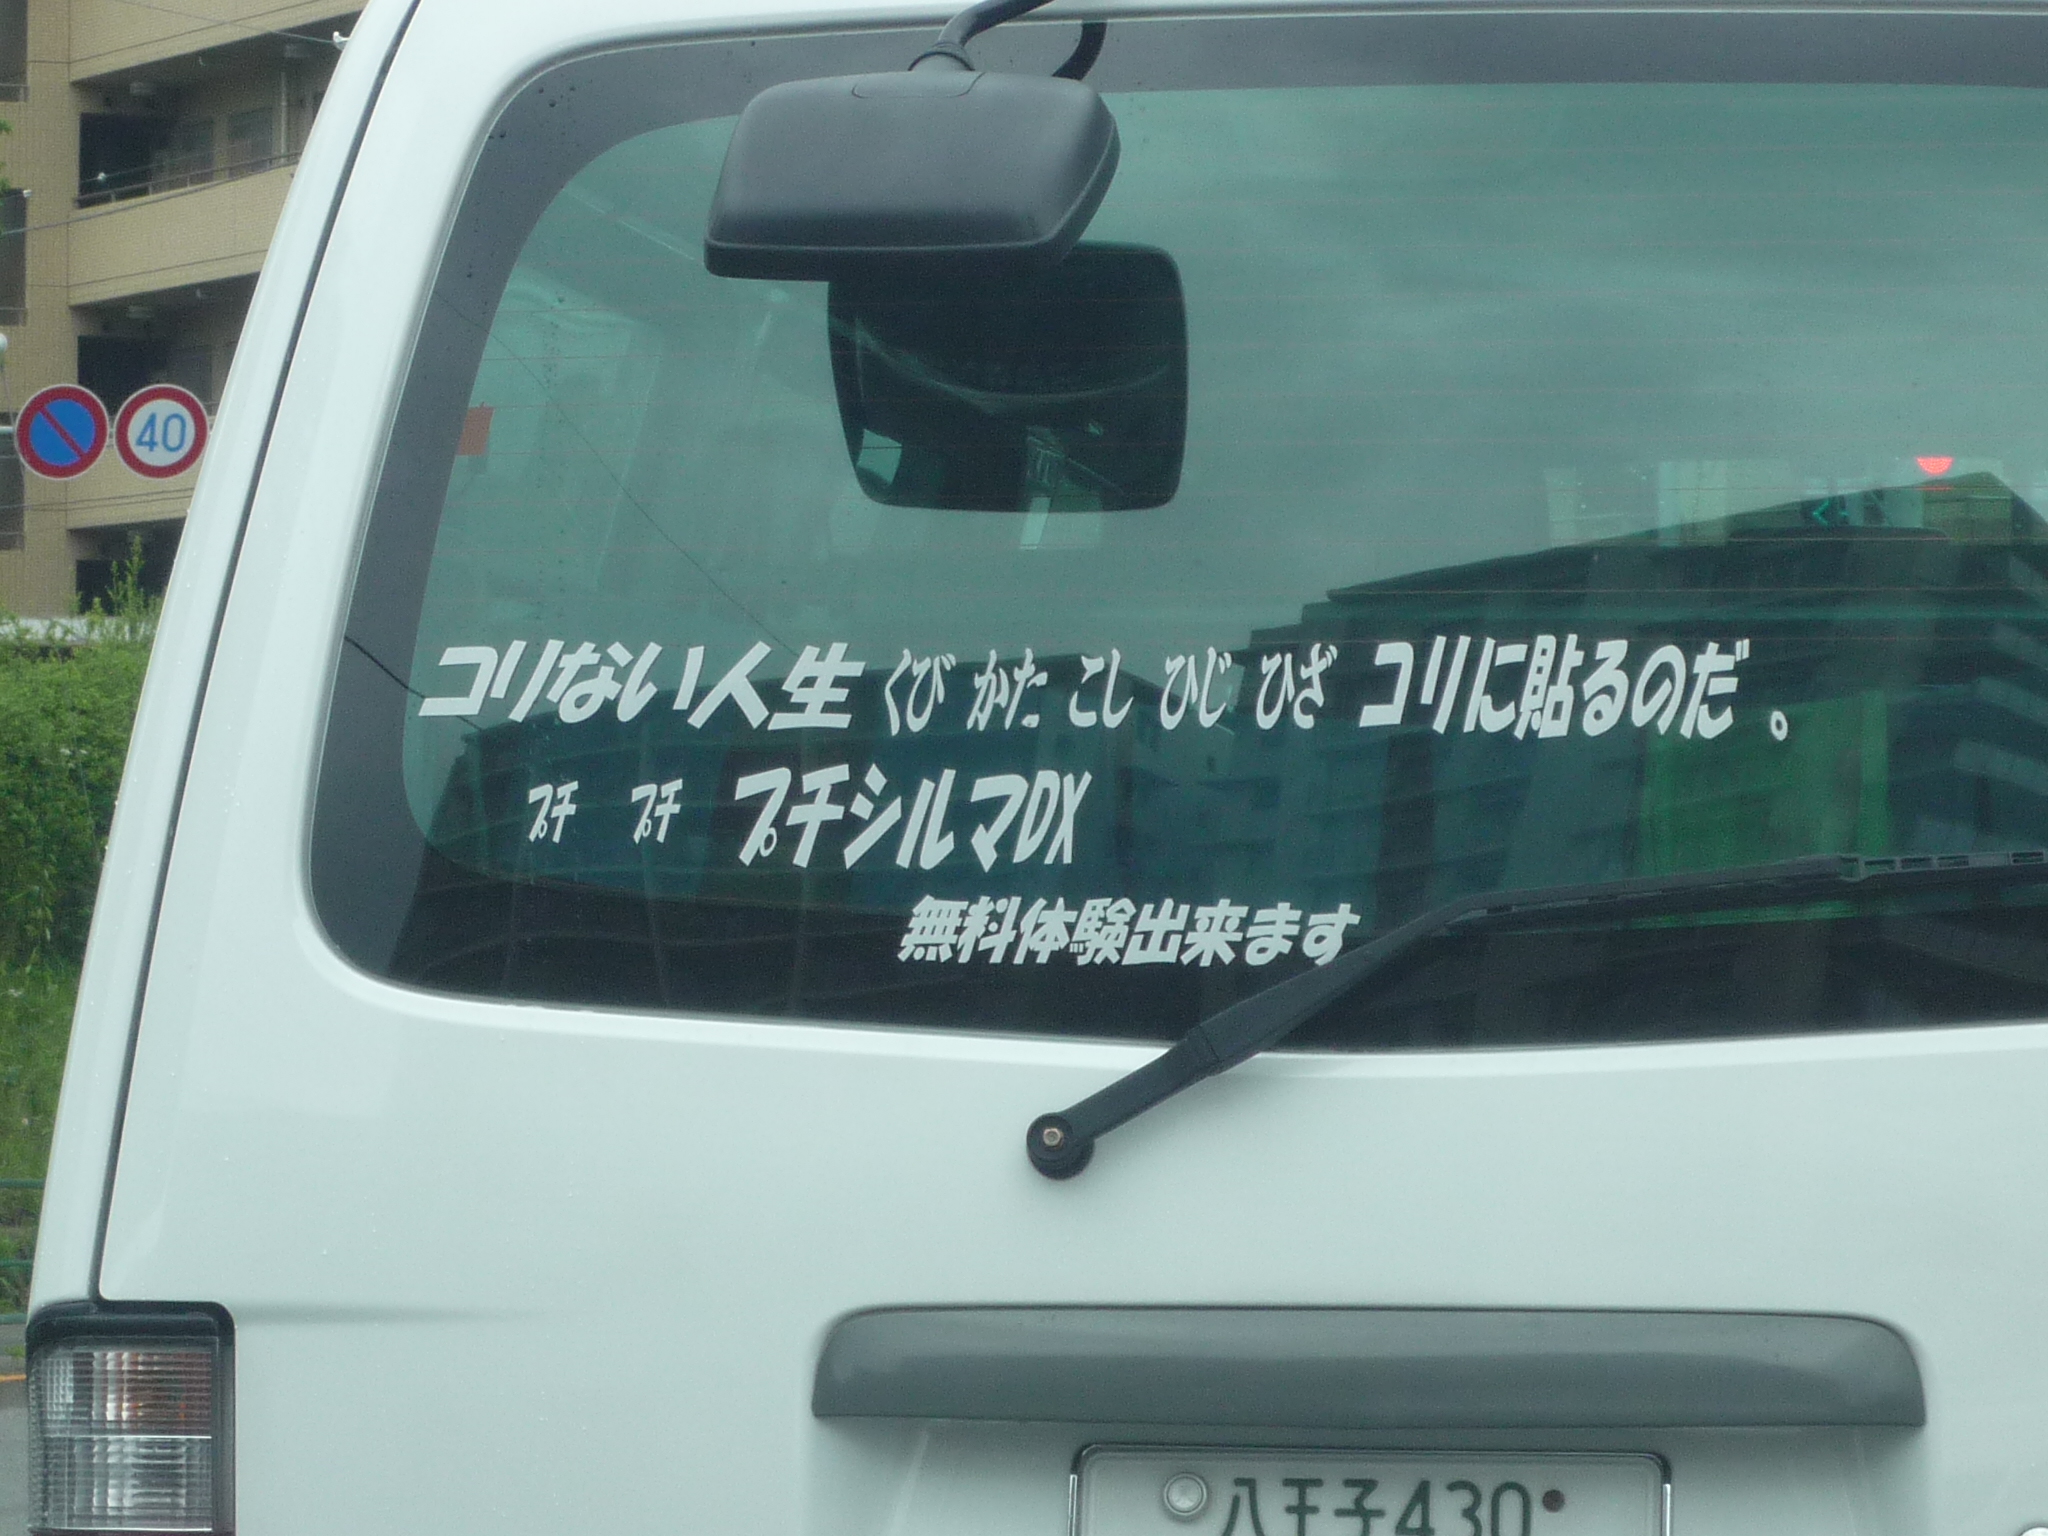 40
コリない人生 くび かた こし ひじ ひざ コリに貼るのだ。
プチ プチ プチシルマDX
無料体験出来ます
八王子430